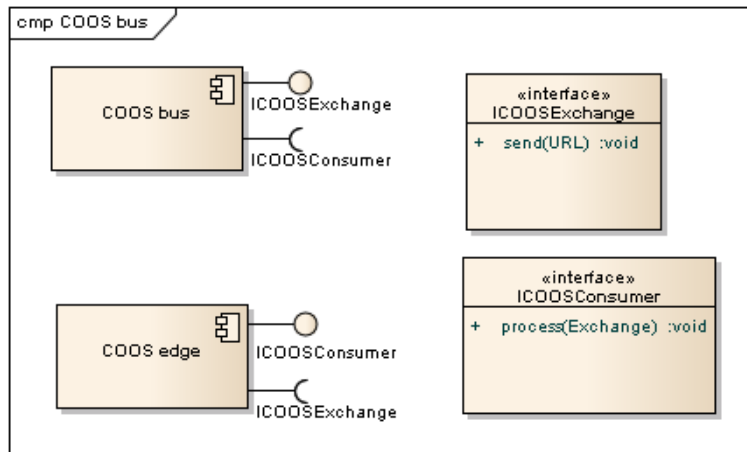 cmp COOS bus
COOS bus
ICOOSExchange
ICOOSConsumer
«interface»
ICOOSExchange
+ send(URL) :void
COOS edge
ICOOSConsumer
ICOOSExchange
«interface»
ICOOSConsumer
+ process(Exchange) :void